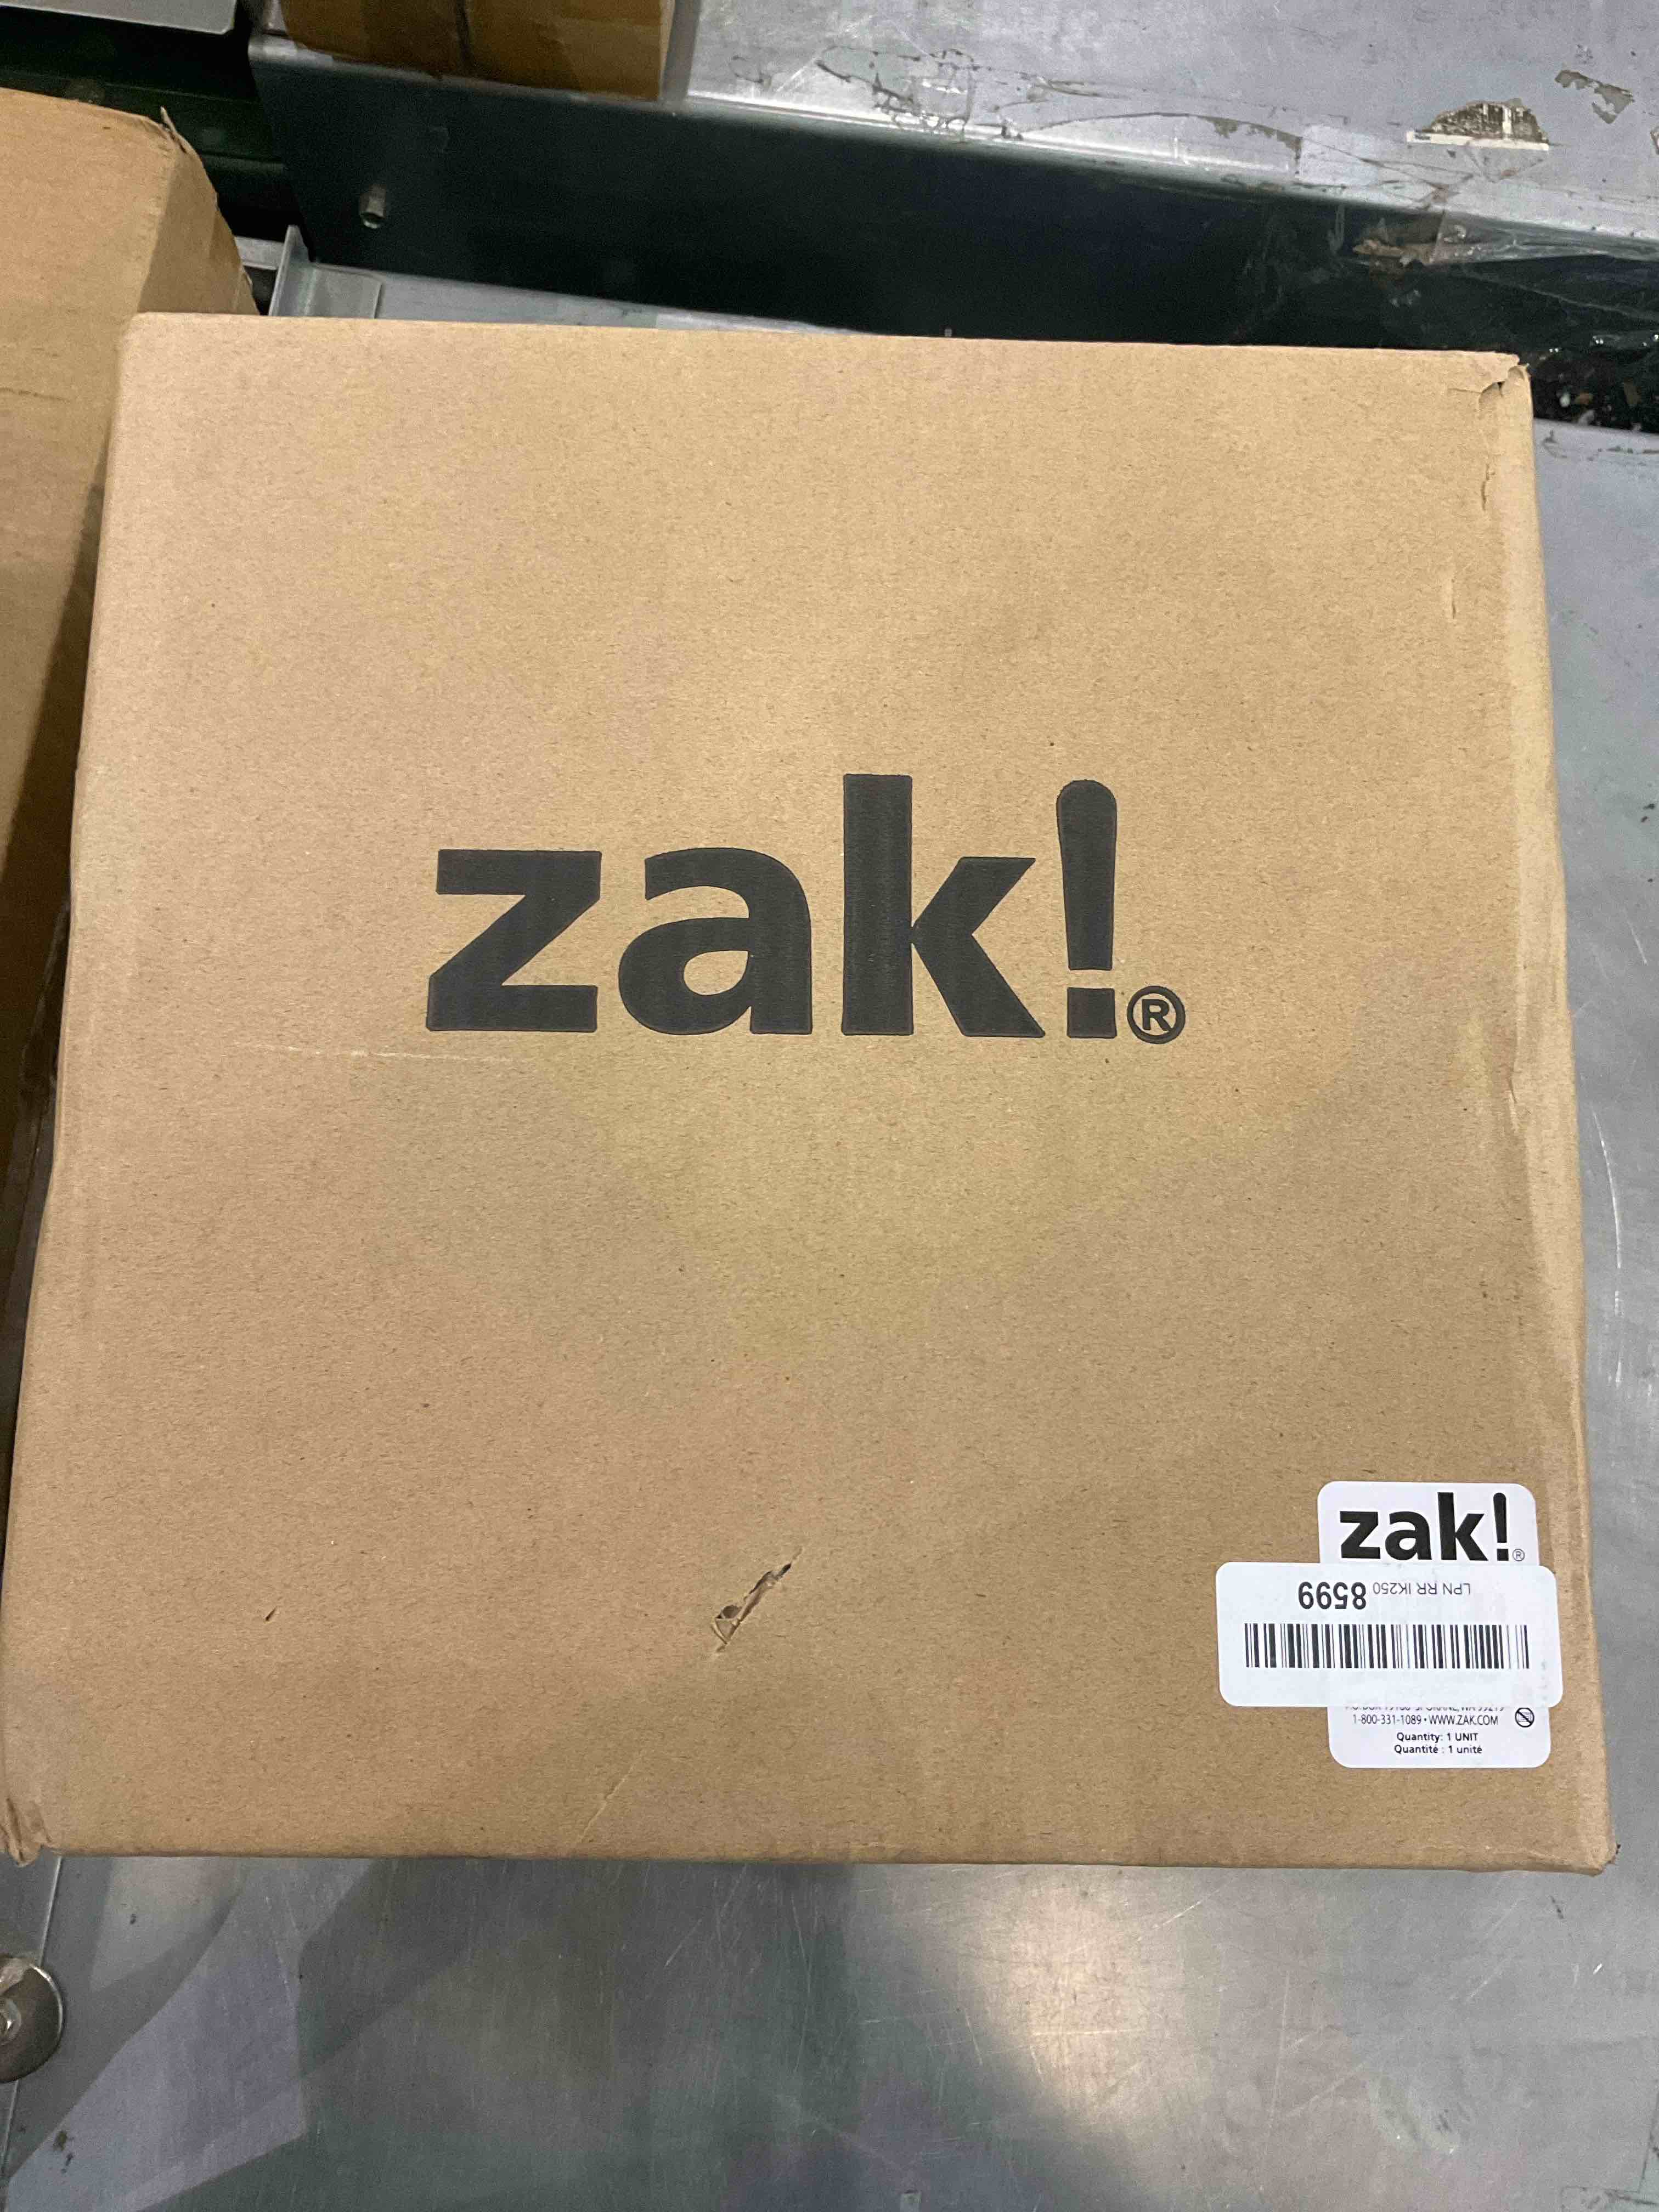 zak!®
zak!®
LPN RR IK250 8599
1-800-331-1089 • WWW.ZAK.COM
Quantity: 1 UNIT
Quantité : 1 unité